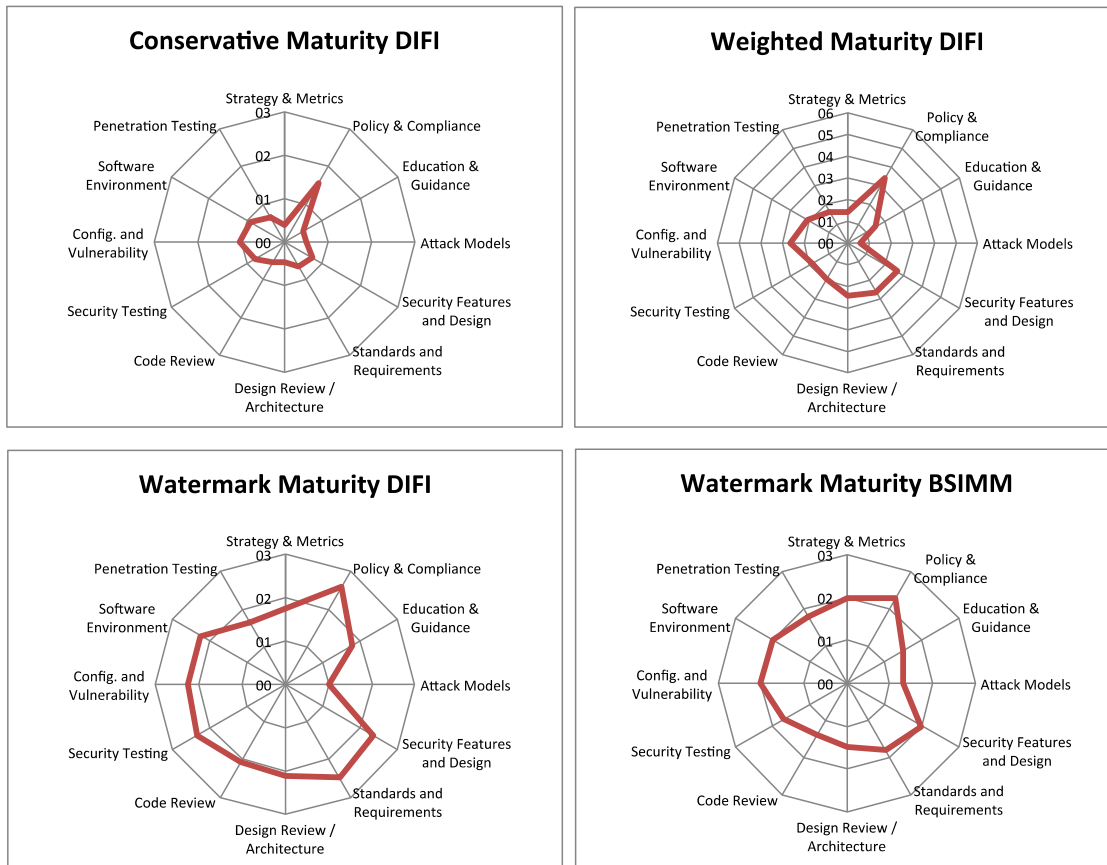 Conservative Maturity DIFI
Strategy & Metrics
03
Penetration Testing
Policy & Compliance
02
Software
Environment
Education &
Guidance
01
Config. and
Vulnerability
00
Attack Models
Security Testing
Security Features
and Design
Code Review
Standards and
Requirements
Design Review /
Architecture
Weighted Maturity DIFI
Strategy & Metrics
06
Penetration Testing
Policy &
Compliance
05
04
Software
Environment
Education &
Guidance
03
02
01
Config. and
Vulnerability
00
Attack Models
Security Testing
Security Features
and Design
Code Review
Standards and
Requirements
Design Review /
Architecture
Watermark Maturity DIFI
Strategy & Metrics
03
Penetration Testing
Policy & Compliance
02
Software
Environment
Education &
Guidance
01
Config. and
Vulnerability
00
Attack Models
Security Testing
Security Features
and Design
Code Review
Standards and
Requirements
Design Review /
Architecture
Watermark Maturity BSIMM
Strategy & Metrics
03
Penetration Testing
Policy &
Compliance
02
Software
Environment
Education &
Guidance
01
Config. and
Vulnerability
00
Attack Models
Security Testing
Security Features
and Design
Code Review
Standards and
Requirements
Design Review /
Architecture